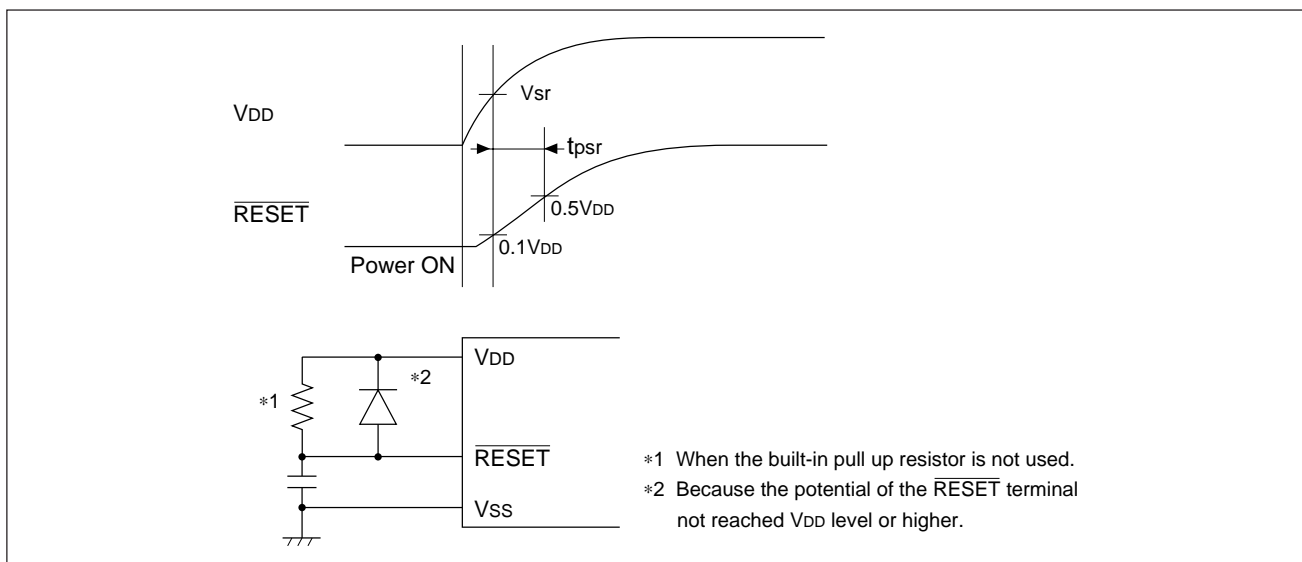 VDD
Vsr
tpsr
RESET
0.5VDD
0.1VDD
Power ON
VDD
*2
*1
RESET
VSS
*1 When the built-in pull up resistor is not used.
*2 Because the potential of the RESET terminal
not reached VDD level or higher.